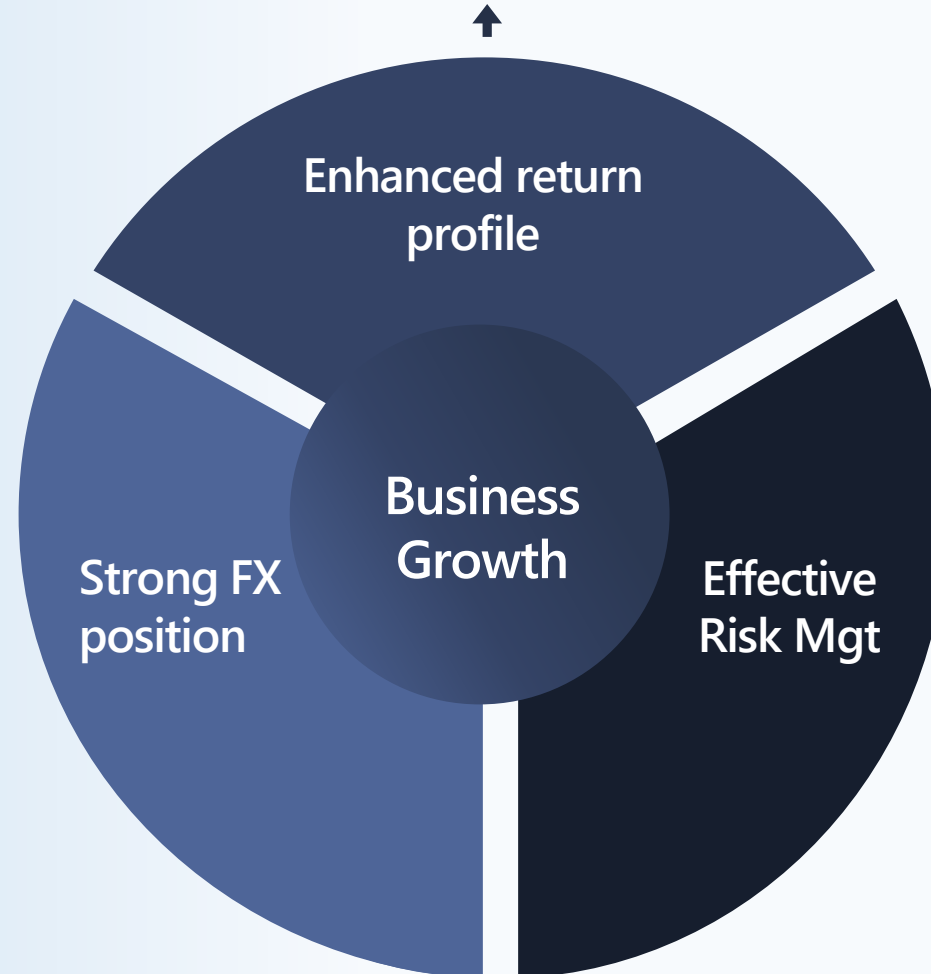 Enhanced return
profile
Business
Growth
Strong FX
position
Effective
Risk Mgt